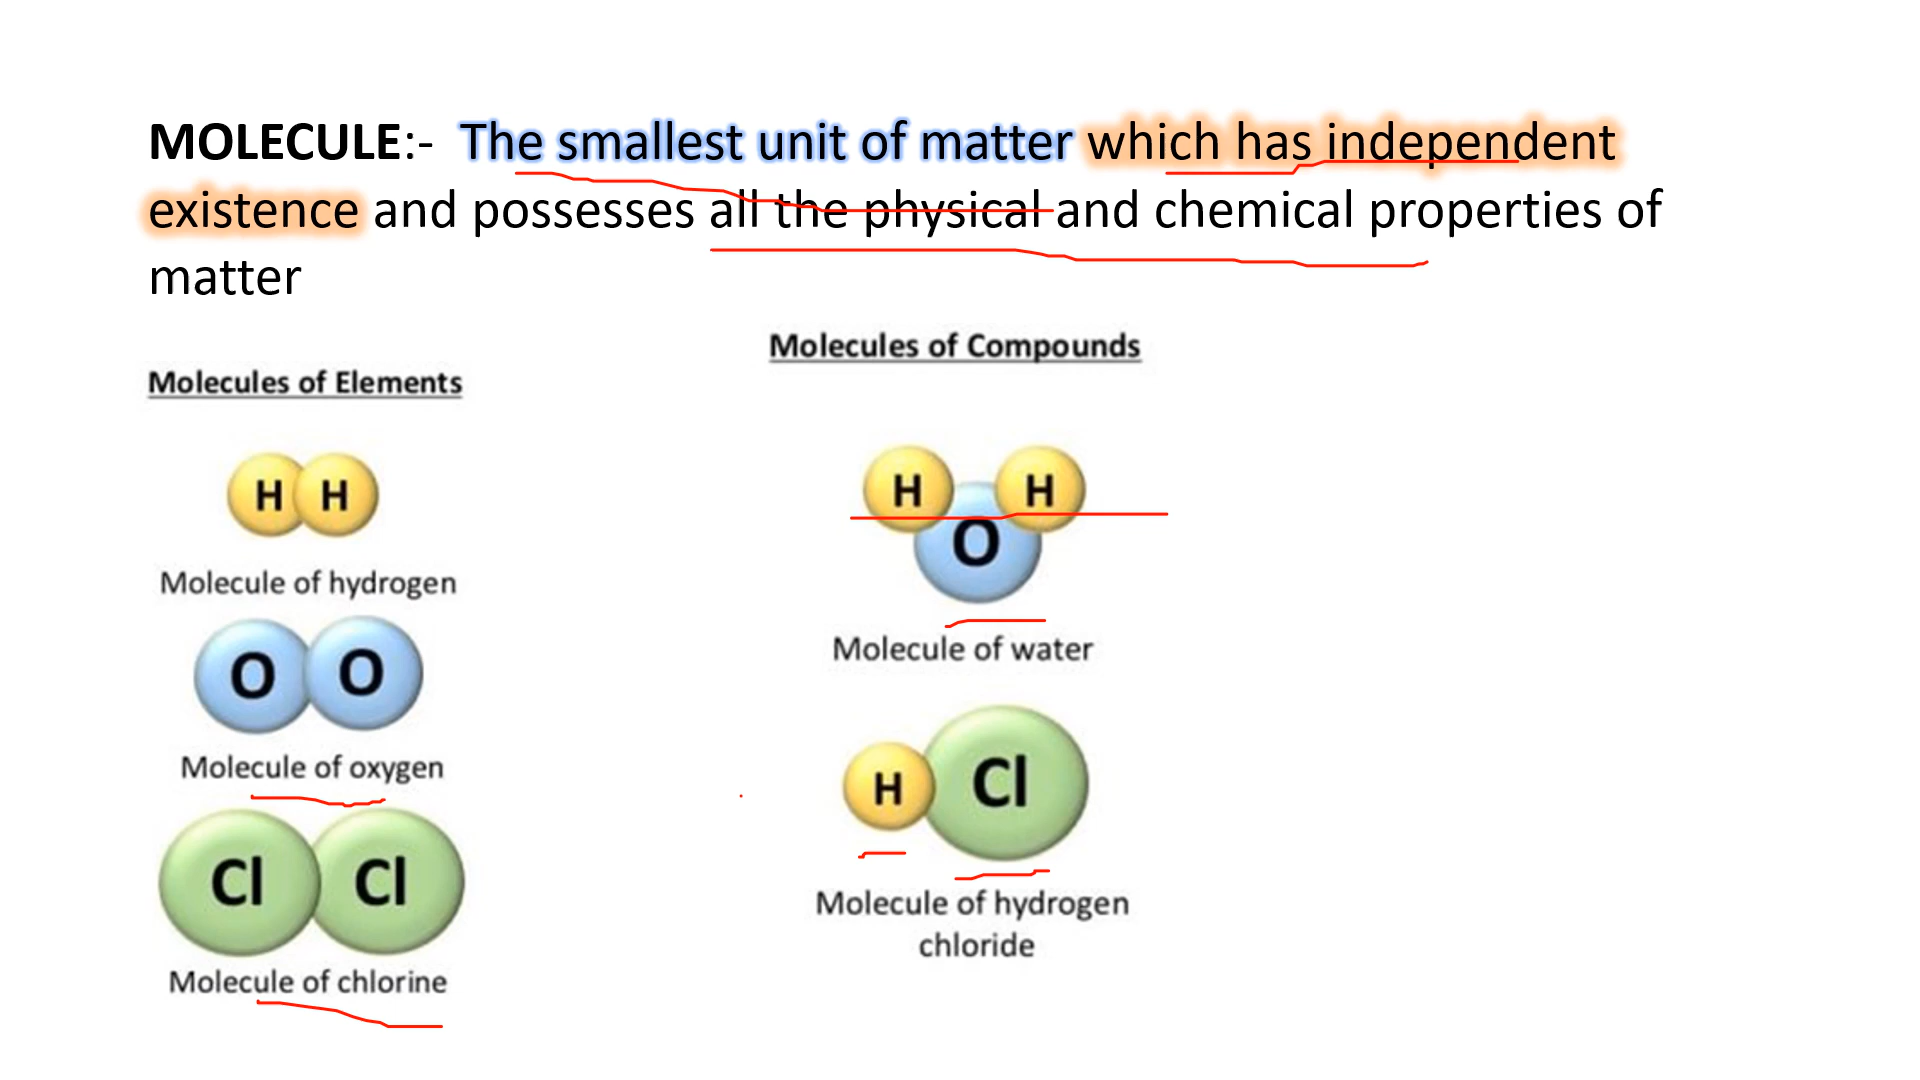 MOLECULE:- The smallest unit of matter which has independent
existence and possesses all the physical and chemical properties of
matter
Molecules of Elements
H H
Molecule of hydrogen
O O
Molecule of oxygen
Cl Cl
Molecule of chlorine
Molecules of Compounds
H H
O
Molecule of water
H Cl
Molecule of hydrogen
chloride